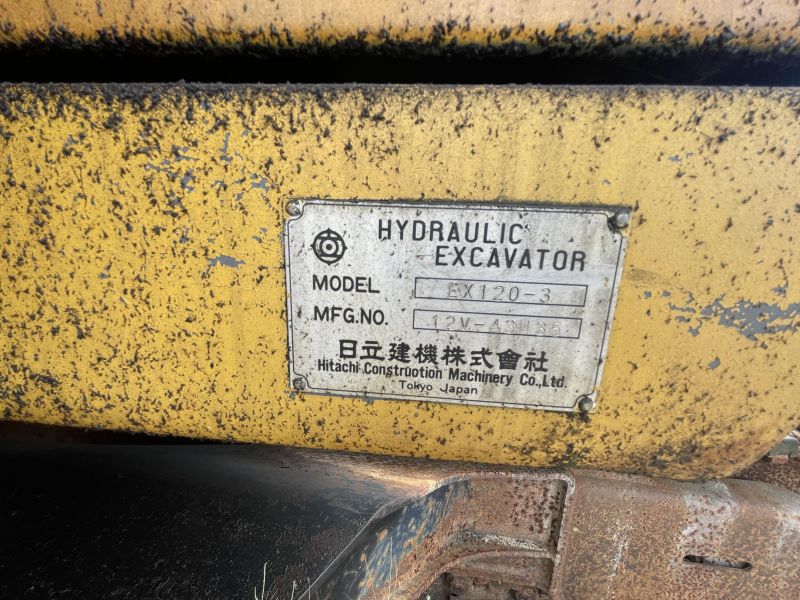 HYDRAULIC
EXCAVATOR
MODEL EX120-3
MFG.NO.
日立建機株式會社
Hitachi Construction Machinery Co.,Ltd.
Tokyo Japan